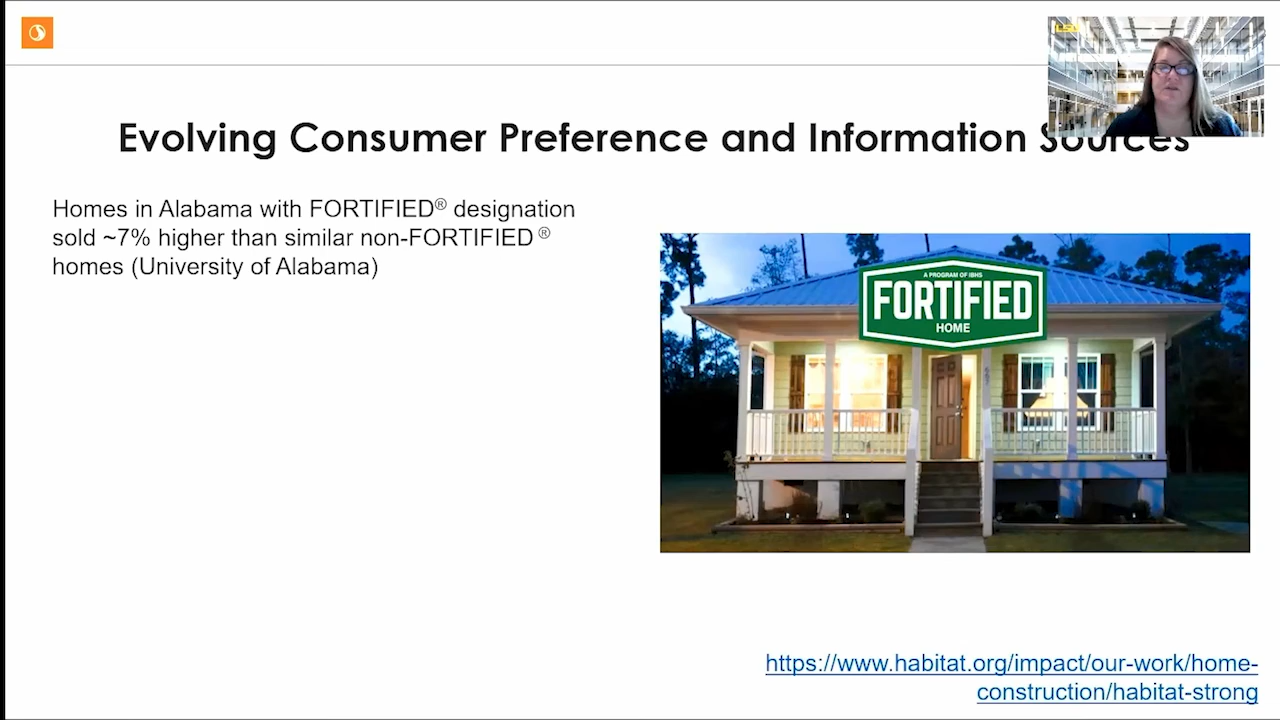 LSU
Evolving Consumer Preference and Information Sources
Homes in Alabama with FORTIFIED® designation
sold ~7% higher than similar non-FORTIFIED ®
homes (University of Alabama)
A PROGRAM OF IBHS
FORTIFIED
HOME
https://www.habitat.org/impact/our-work/home-
construction/habitat-strong